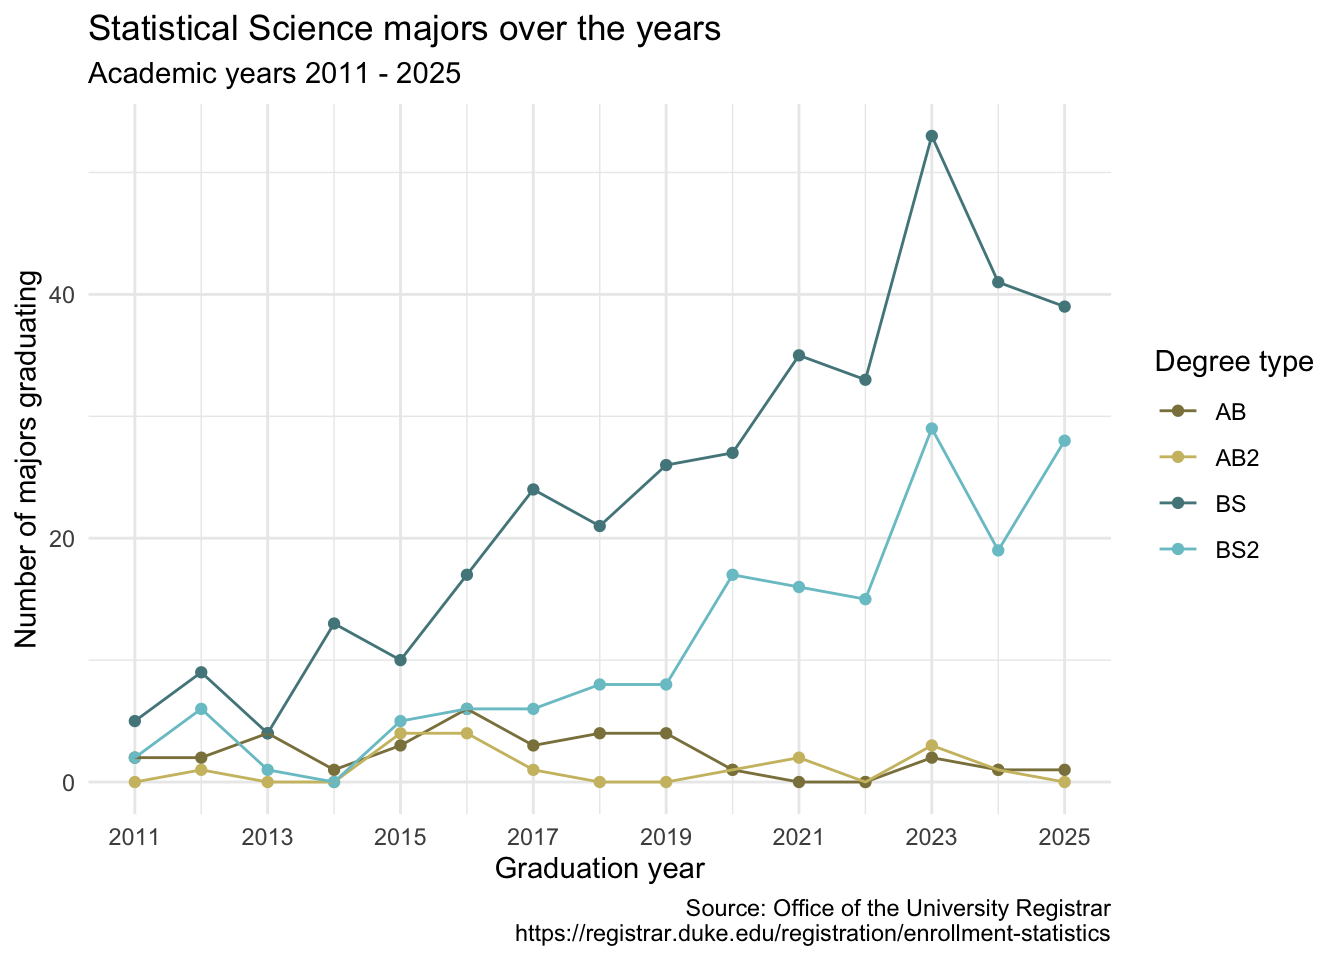 Statistical Science majors over the years
Academic years 2011 - 2025
Number of majors graduating
40
20
0
2011 2013 2015 2017 2019 2021 2023 2025
Graduation year
Degree type
AB
AB2
BS
BS2
Source: Office of the University Registrar
https://registrar.duke.edu/registration/enrollment-statistics